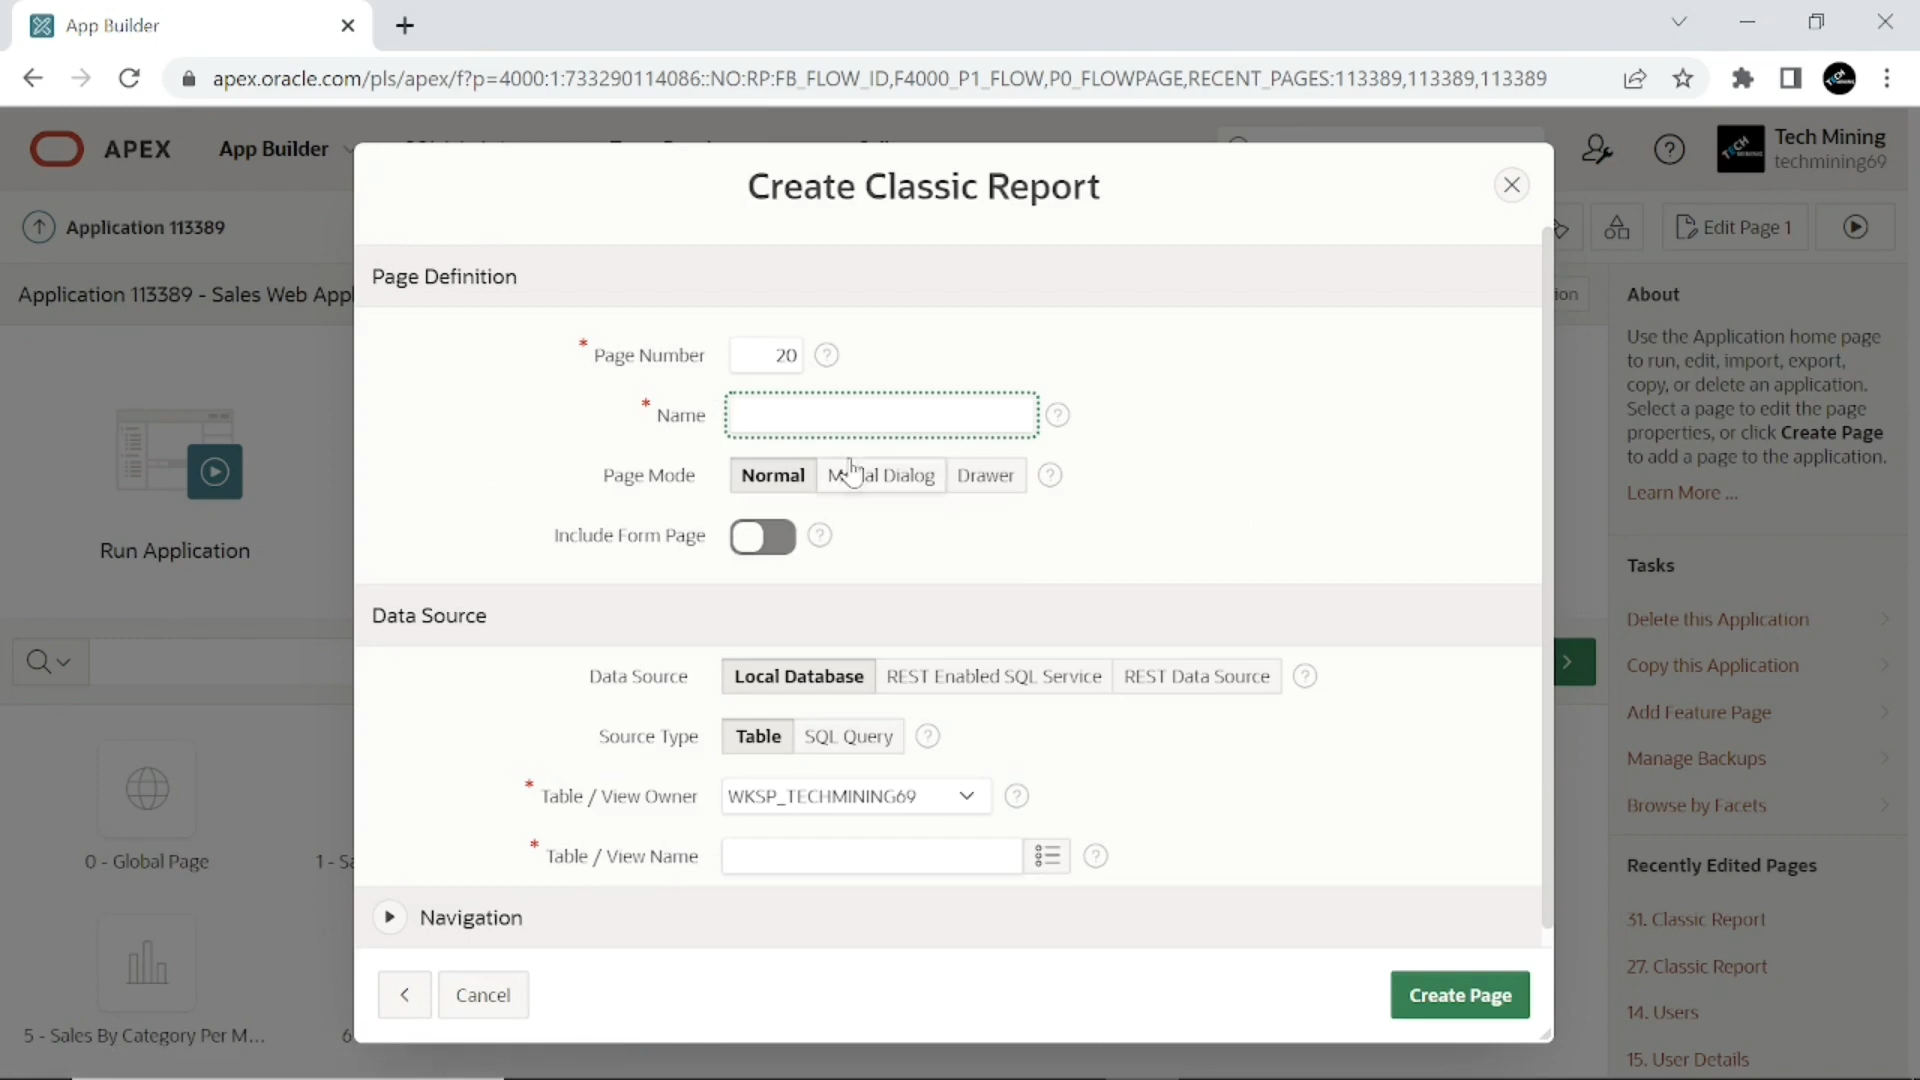 App Builder
apex.oracle.com/pls/apex/f?p=4000:1:733290114086::NO:RP:FB_FLOW_ID,F4000_P1_FLOW,P0_FLOWPAGE,RECENT_PAGES:113389,113389,113389
APEX
App Builder
Tech Mining
techmining69
Create Classic Report
Application 113389
Edit Page 1
Application 113389 - Sales Web Appl
ion
Page Definition
* Page Number 20
* Name
Page Mode Normal Dialog Drawer
Include Form Page
Run Application
Data Source
Data Source Local Database REST Enabled SQL Service REST Data Source
Source Type Table SQL Query
* Table / View Owner WKSP_TECHMINING69
* Table / View Name
Navigation
Cancel
Create Page
0 - Global Page
1 - Sa
5 - Sales By Category Per M...
6
About
Use the Application home page
to run, edit, import, export,
copy, or delete an application.
Select a page to edit the page
properties, or click Create Page
to add a page to the application.
Learn More ...
Tasks
Delete this Application
Copy this Application
Add Feature Page
Manage Backups
Browse by Facets
Recently Edited Pages
31. Classic Report
27. Classic Report
14. Users
15. User Details